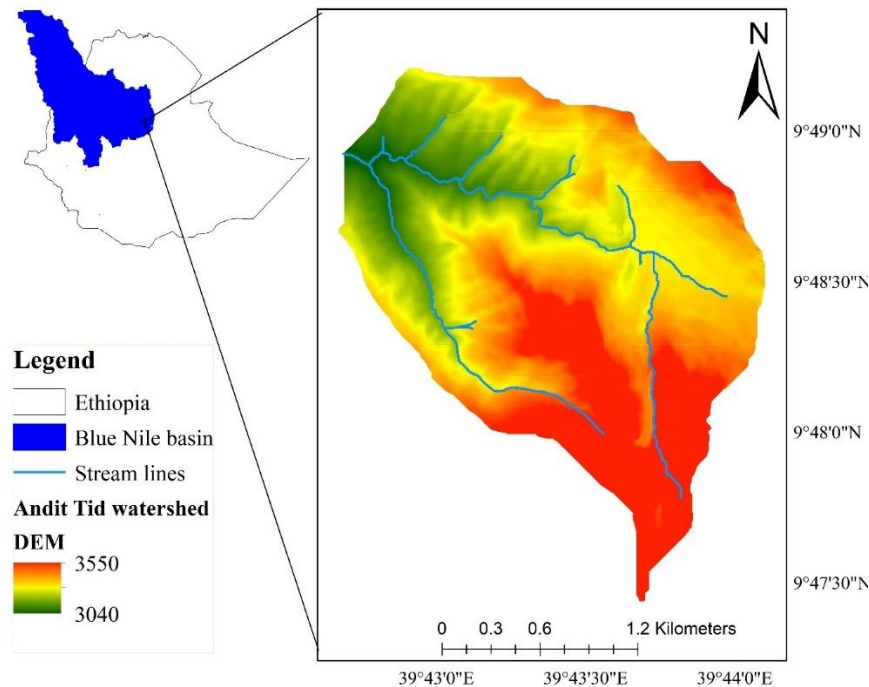 N
9°49'0"N
9°48'30"N
9°48'0"N
9°47'30"N
Legend
Ethiopia
Blue Nile basin
Stream lines
Andit Tid watershed
DEM
3550
3040
0 0.3 0.6 1.2 Kilometers
39°43'0"E 39°43'30"E 39°44'0"E